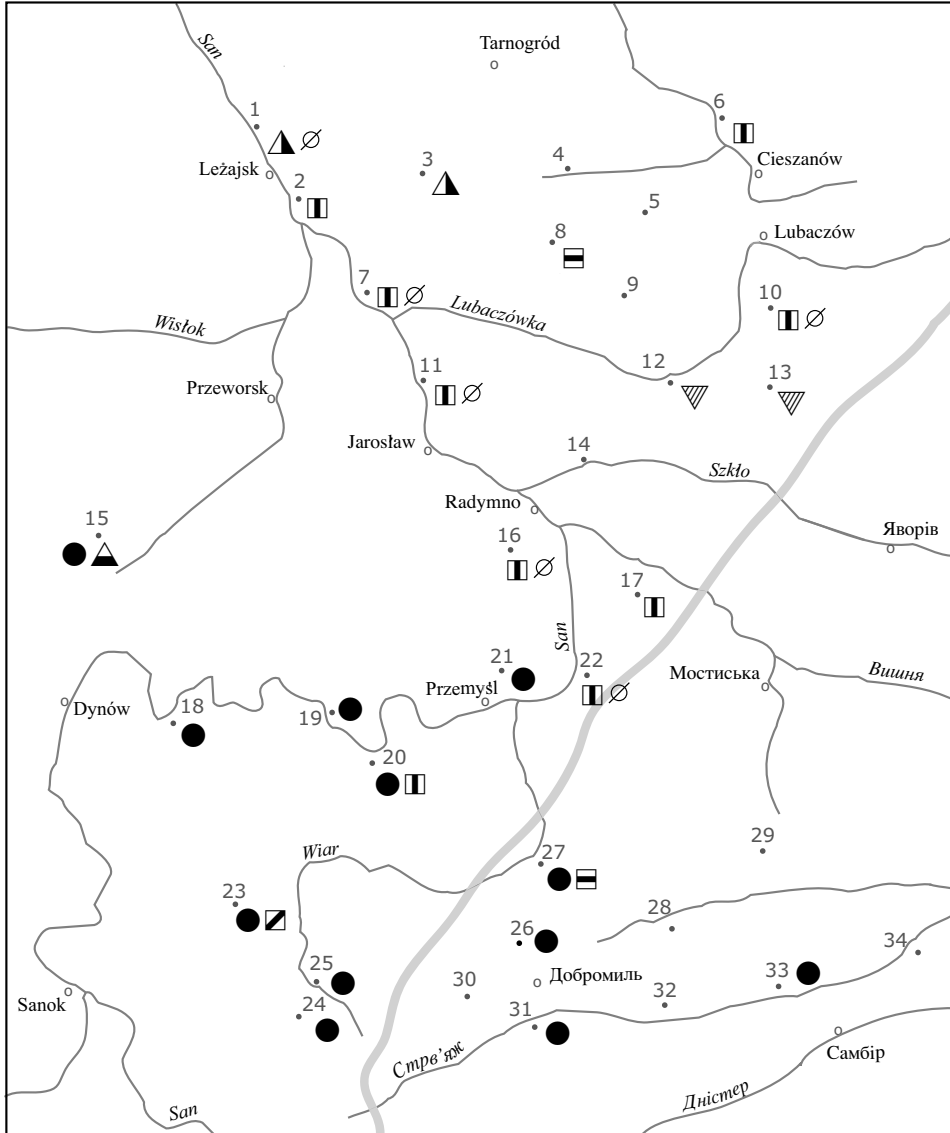 San
Tarnogród
1
6
Leżajsk
3
4
Cieszanów
2
5
8
Lubaczów
7
9
10
Lubaczówka
Wisłok
11
12
13
Przeworsk
Jarosław
14
Szkło
Radymno
15
16
Яворів
17
San
21
22
Przemyśl
Мостиська
Вишня
Dynów
18
19
20
Wiar
27
29
23
28
26
34
25
30
Добромиль
33
Sanok
24
31
32
Самбір
Стрв’яж
Дністер
San